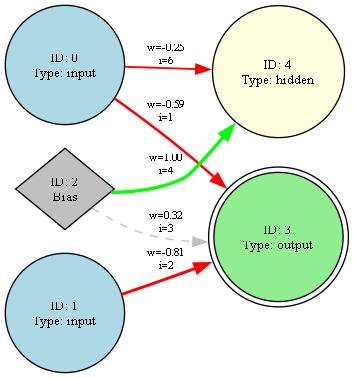 ID: 0
Type: input
w=-0.25
i=6
ID: 4
Type: hidden
w=-0.59
i=1
ID: 2
Bias
w=1.00
i=4
w=0.32
i=3
ID: 3
Type: output
w=-0.81
i=2
ID: 1
Type: input